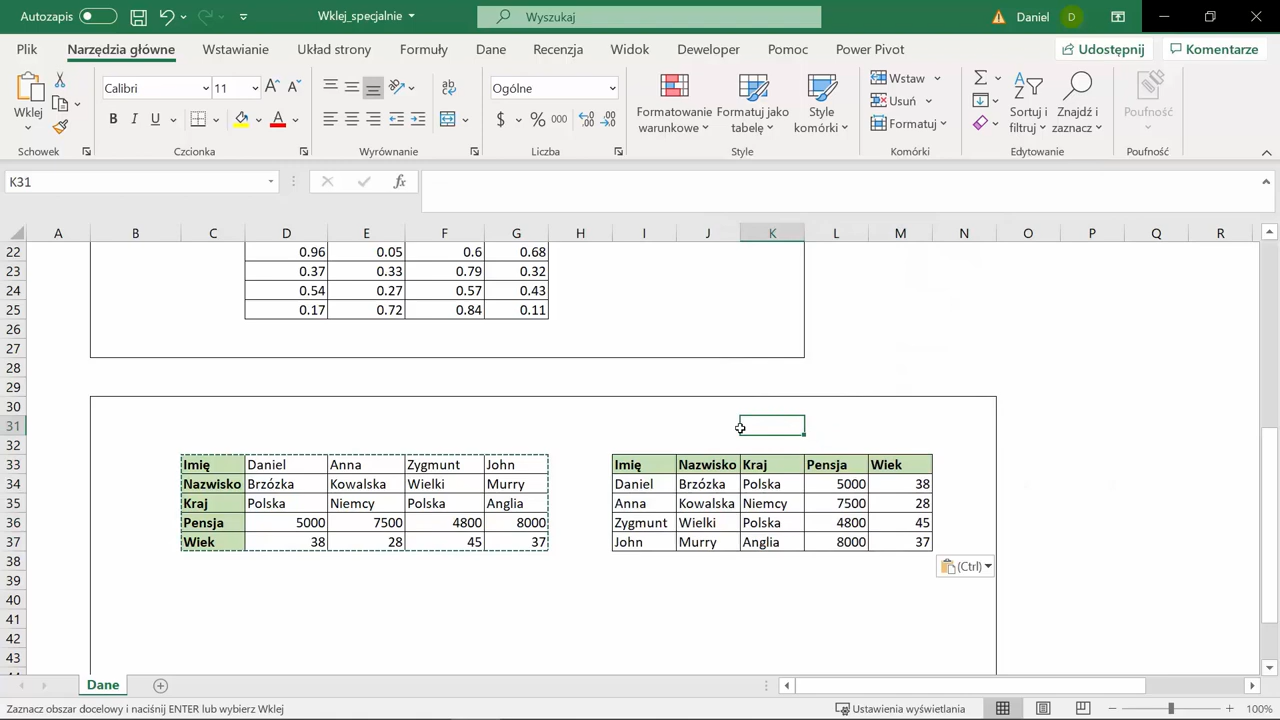 Autozapis
Wklej_specjalnie
Wyszukaj
Daniel D
Plik Narzędzia główne Wstawianie Układ strony Formuły Dane Recenzja Widok Deweloper Pomoc Power Pivot Udostępnij Komentarze
Wklej
Schowek
Calibri 11
B I U A
Czcionka
Wyrównanie
Ogólne
$ % 000
Liczba
Formatowanie warunkowe
Formatuj jako tabelę
Style komórki
Style
Wstaw
Usuń
Formatuj
Komórki
Sortuj i filtruj
Znajdź i zaznacz
Edytowanie
Poufność
Poufność
K31 fx
A B C D E F G H I J K L M N O P Q R
22 0.96 0.05 0.6 0.68
23 0.37 0.33 0.79 0.32
24 0.54 0.27 0.57 0.43
25 0.17 0.72 0.84 0.11
26
27
28
29
30
31
32
33 Imię Daniel Anna Zygmunt John Imię Nazwisko Kraj Pensja Wiek
34 Nazwisko Brzózka Kowalska Wielki Murry Daniel Brzózka Polska 5000 38
35 Kraj Polska Niemcy Polska Anglia Anna Kowalska Niemcy 7500 28
36 Pensja 5000 7500 4800 8000 Zygmunt Wielki Polska 4800 45
37 Wiek 38 28 45 37 John Murry Anglia 8000 37
38 (Ctrl)
39
40
41
42
43
Dane
Zaznacz obszar docelowy i naciśnij ENTER lub wybierz Wklej Ustawienia wyświetlania 100%